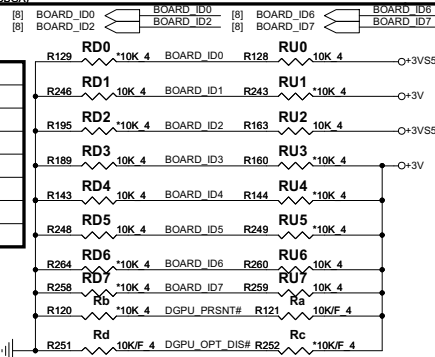 [8] BOARD_ID0 BOARD_ID0 [8] BOARD_ID6 BOARD_ID6
[8] BOARD_ID2 BOARD_ID2 [8] BOARD_ID7 BOARD_ID7
RD0 RU0
R129 *10K_4 BOARD_ID0 R128 10K_4 +3VS5
RD1 RU1
R246 10K_4 BOARD_ID1 R243 *10K_4 +3V
RD2 RU2
R195 *10K_4 BOARD_ID2 R163 10K_4 +3VS5
RD3 RU3
R189 10K_4 BOARD_ID3 R160 *10K_4 +3V
RD4 RU4
R143 10K_4 BOARD_ID4 R144 *10K_4
RD5 RU5
R248 10K_4 BOARD_ID5 R249 *10K_4
RD6 RU6
R264 *10K_4 BOARD_ID6 R260 10K_4
RD7 RU7
R258 *10K_4 BOARD_ID7 R259 10K_4
Rb Ra
R120 *10K_4 DGPU_PRSNT# R121 10K/F_4
Rd Rc
R251 10K/F_4 DGPU_OPT_DIS# R252 *10K/F_4